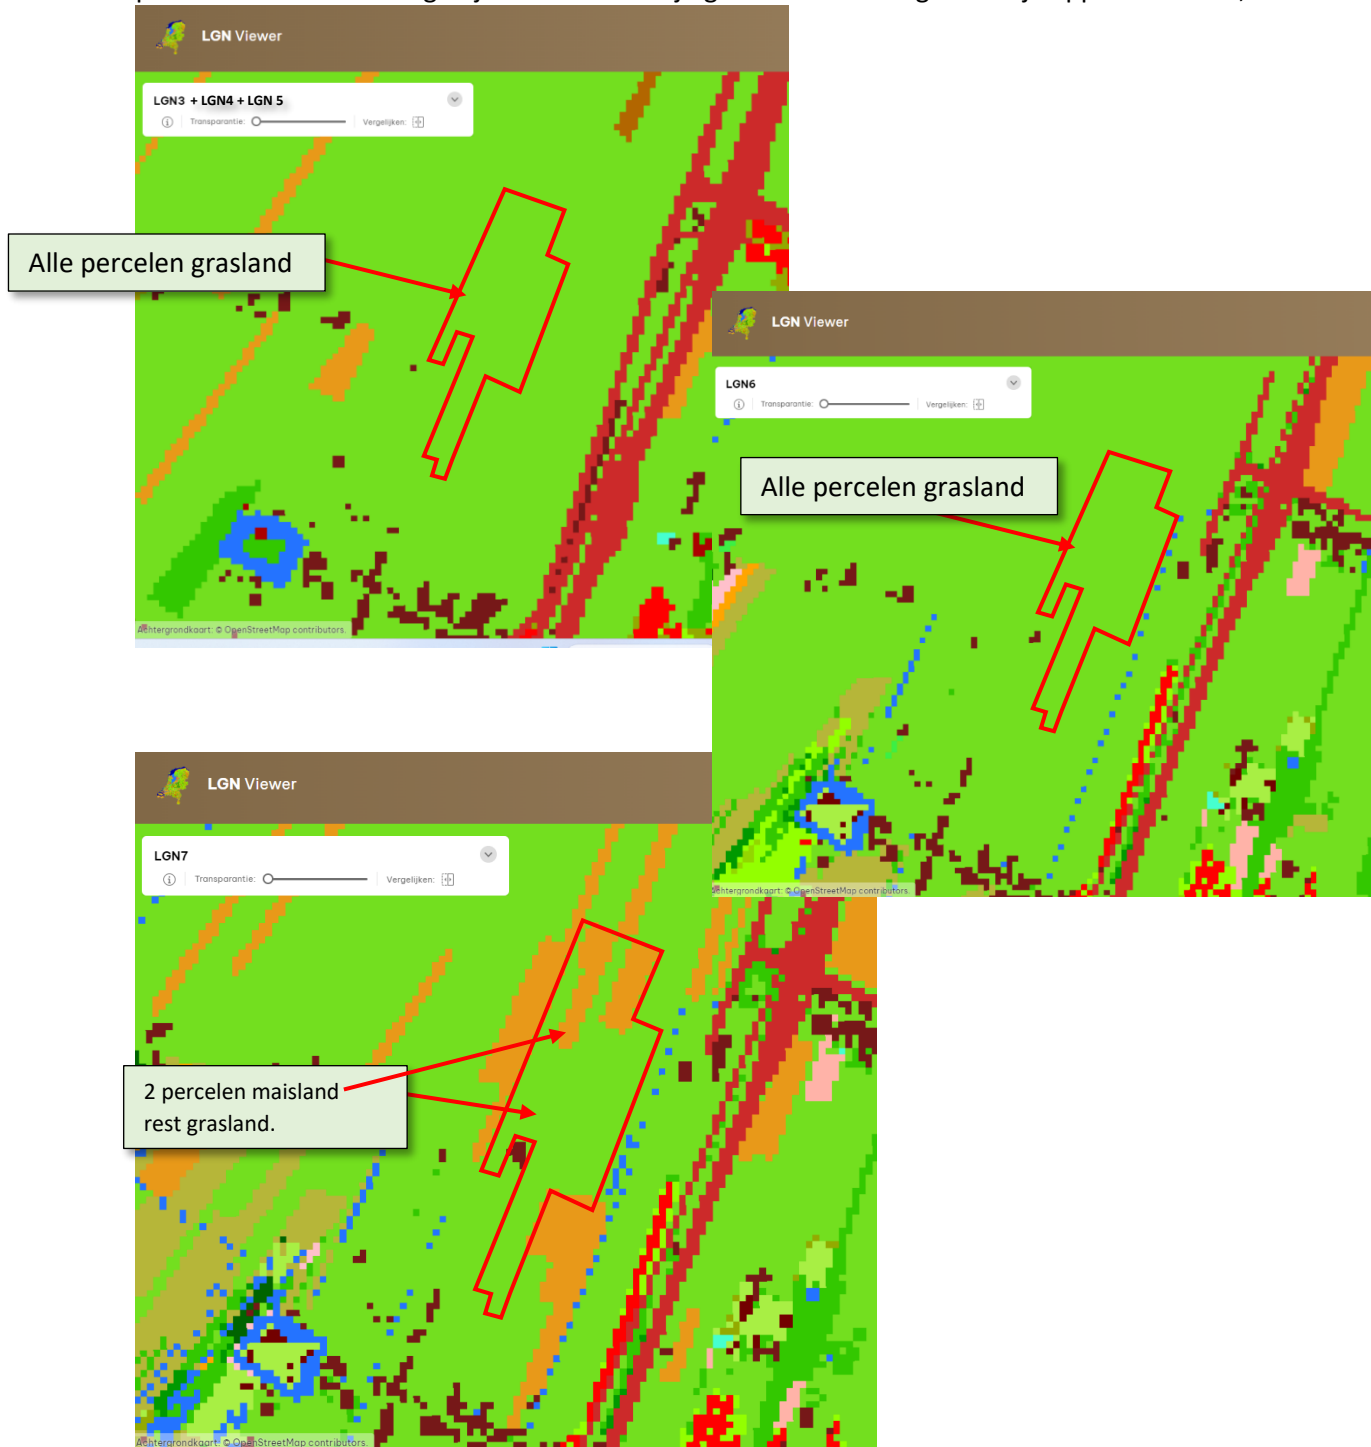 LGN Viewer
LGN3 + LGN4 + LGN 5
Transparantie:
Vergelijken:
Alle percelen grasland
Achtergrondkaart: © OpenStreetMap contributors.
LGN Viewer
LGN6
Transparantie:
Vergelijken:
Alle percelen grasland
Achtergrondkaart: © OpenStreetMap contributors.
LGN Viewer
LGN7
Transparantie:
Vergelijken:
2 percelen maisland
rest grasland.
Achtergrondkaart: © OpenStreetMap contributors.